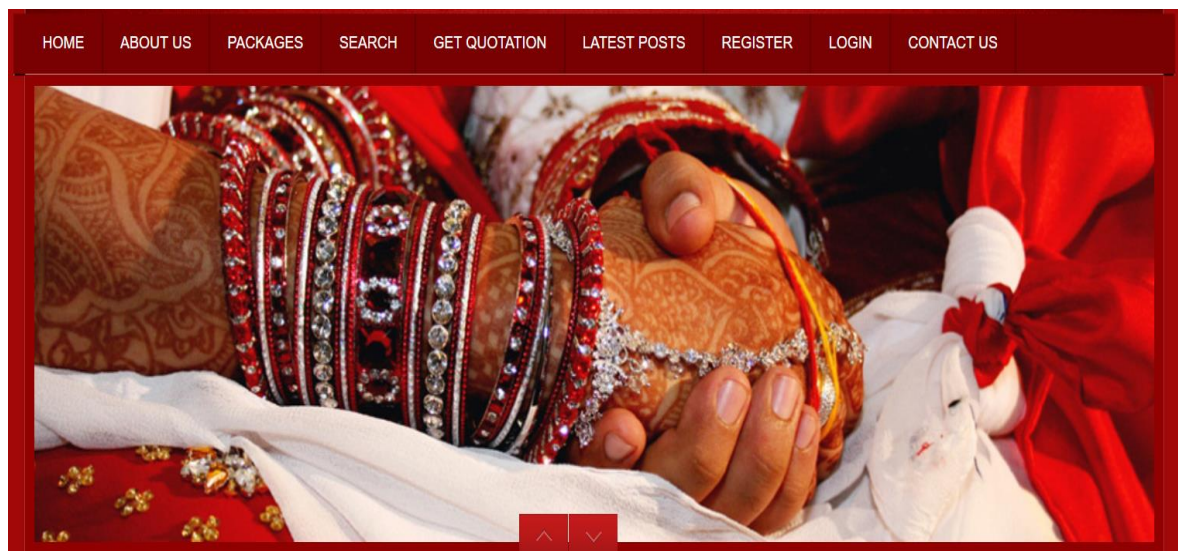 HOME ABOUT US PACKAGES SEARCH GET QUOTATION LATEST POSTS REGISTER LOGIN CONTACT US